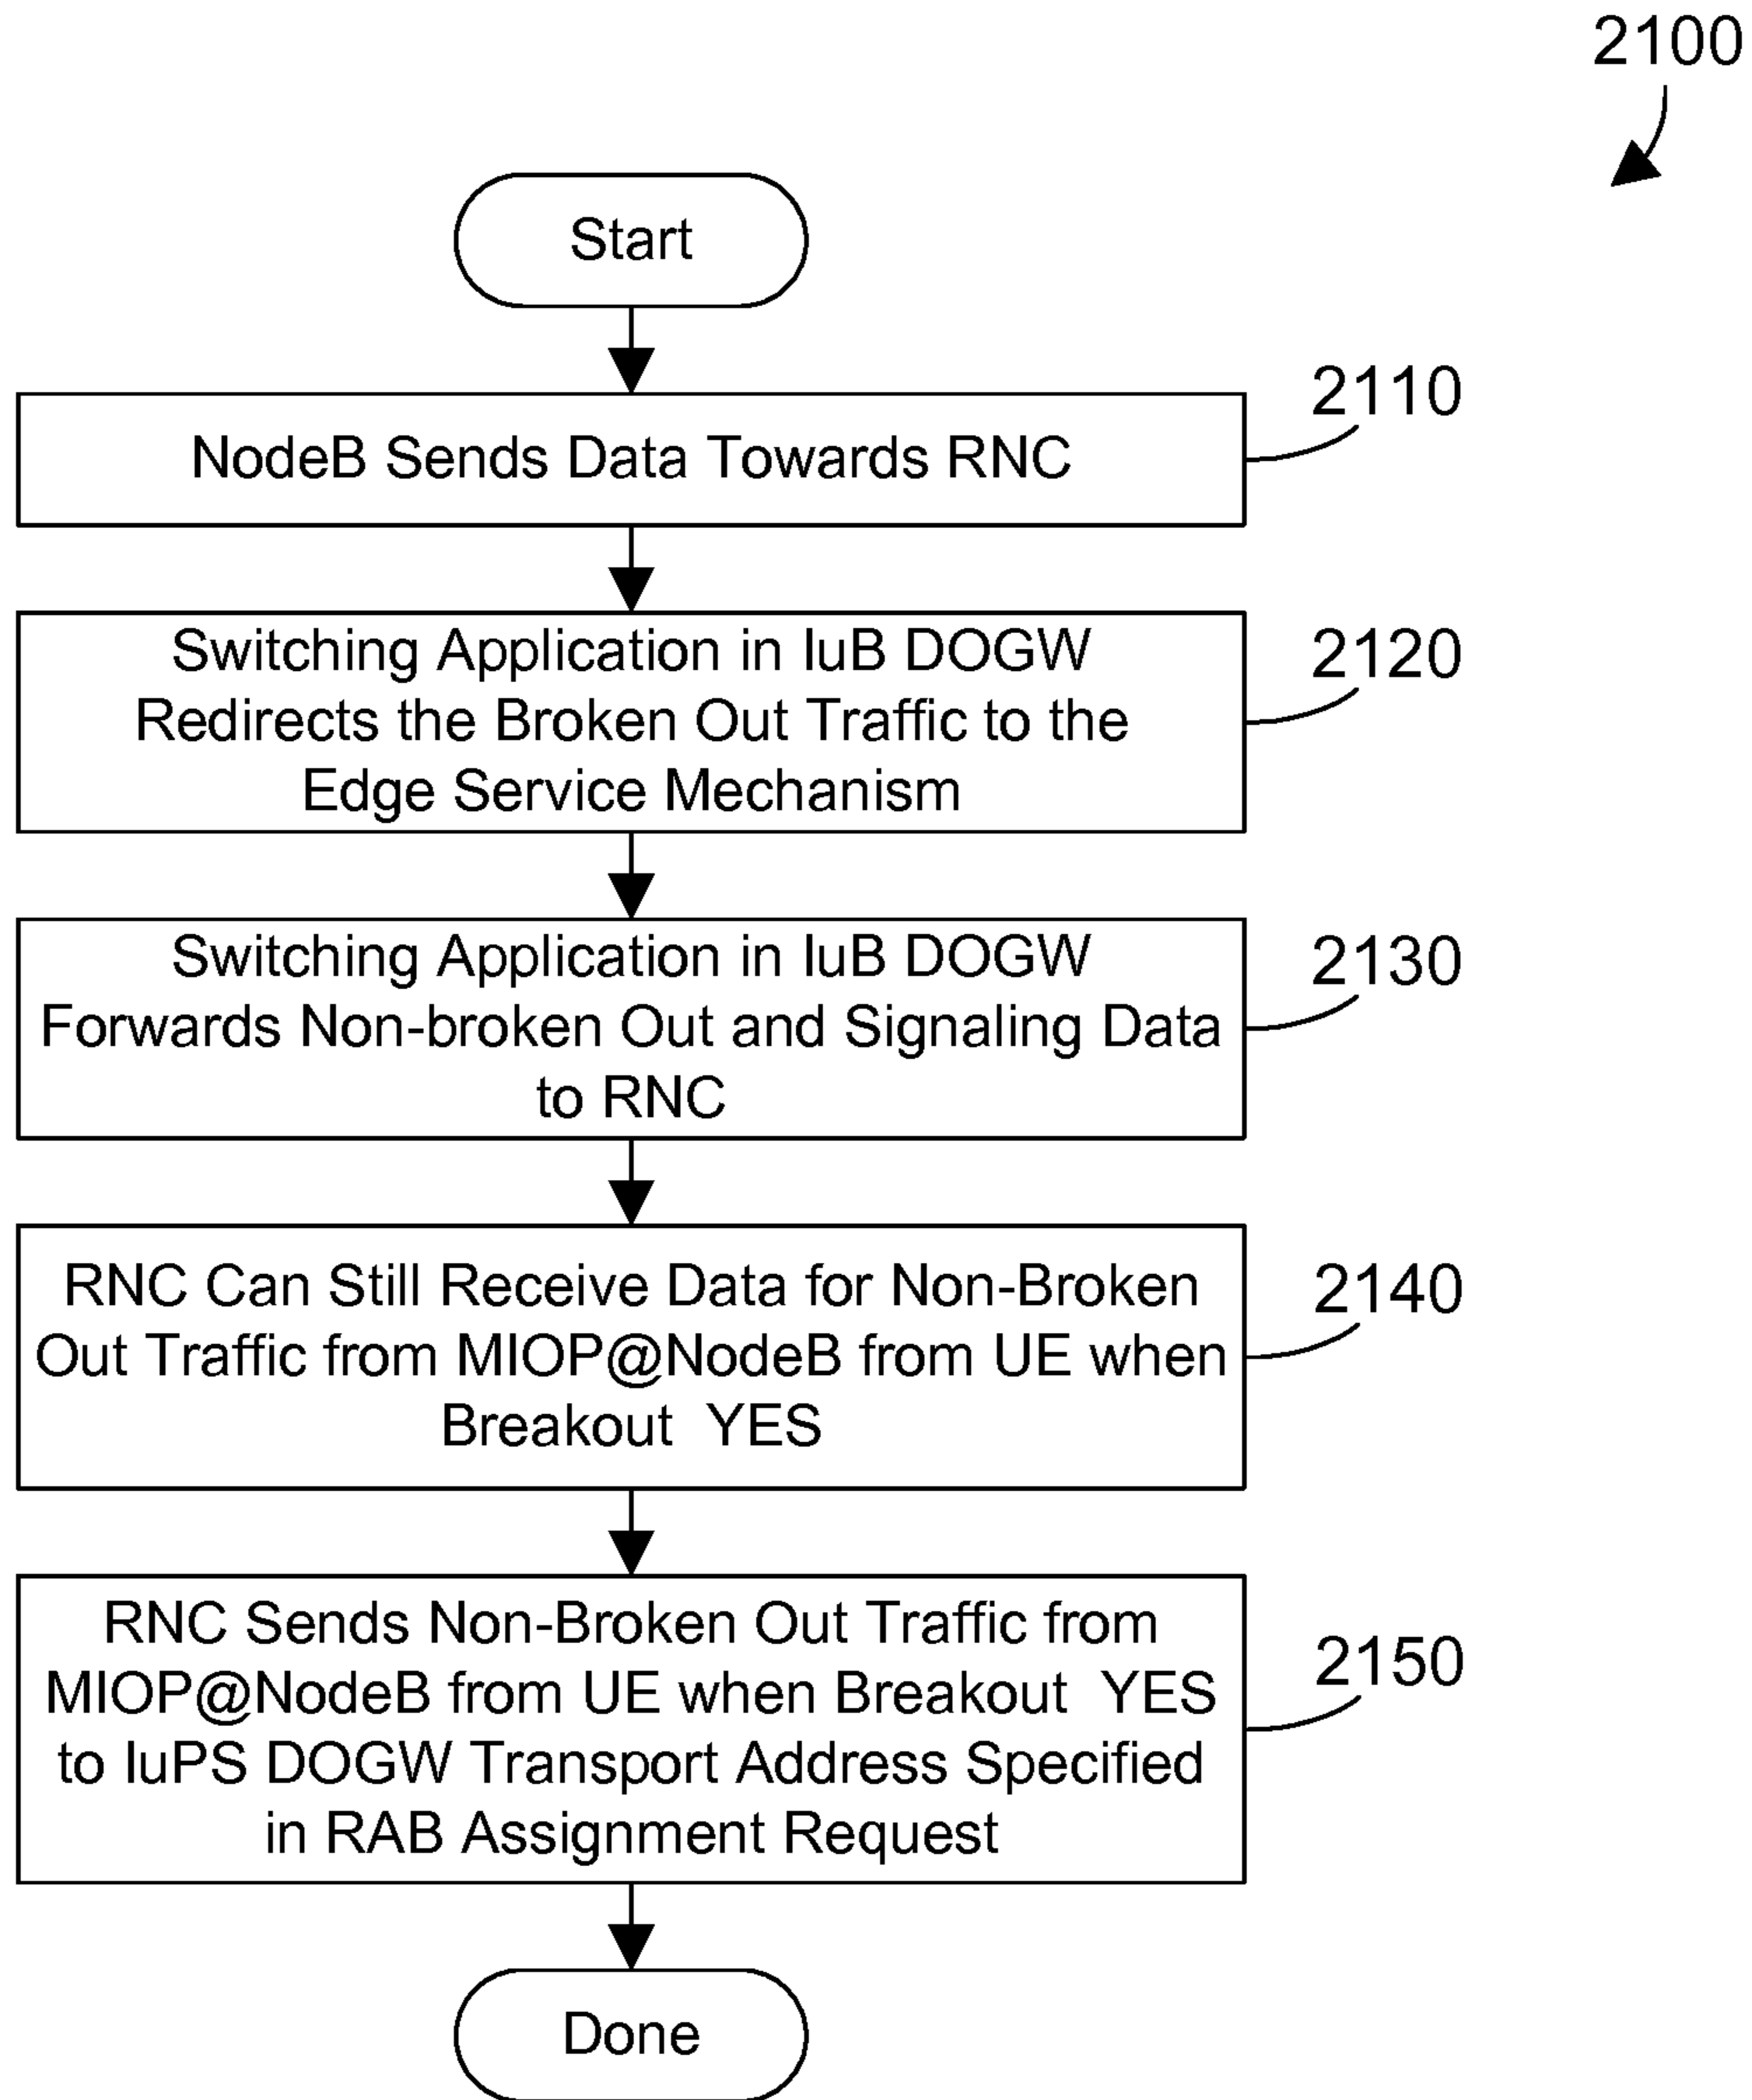 2100
Start
2110
NodeB Sends Data Towards RNC
2120
Switching Application in IuB DOGW
Redirects the Broken Out Traffic to the
Edge Service Mechanism
2130
Switching Application in IuB DOGW
Forwards Non-broken Out and Signaling Data
to RNC
2140
RNC Can Still Receive Data for Non-Broken
Out Traffic from MIOP@NodeB from UE when
Breakout YES
2150
RNC Sends Non-Broken Out Traffic from
MIOP@NodeB from UE when Breakout YES
to IuPS DOGW Transport Address Specified
in RAB Assignment Request
Done